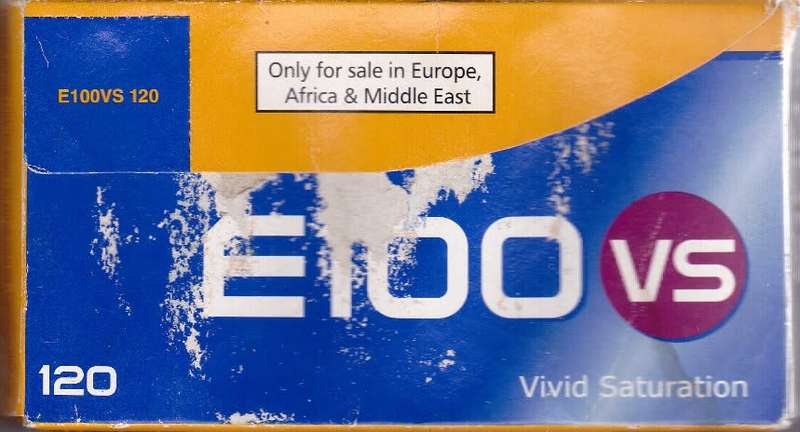 E100VS 120
Only for sale in Europe,
Africa & Middle East
E100 VS
120
Vivid Saturation